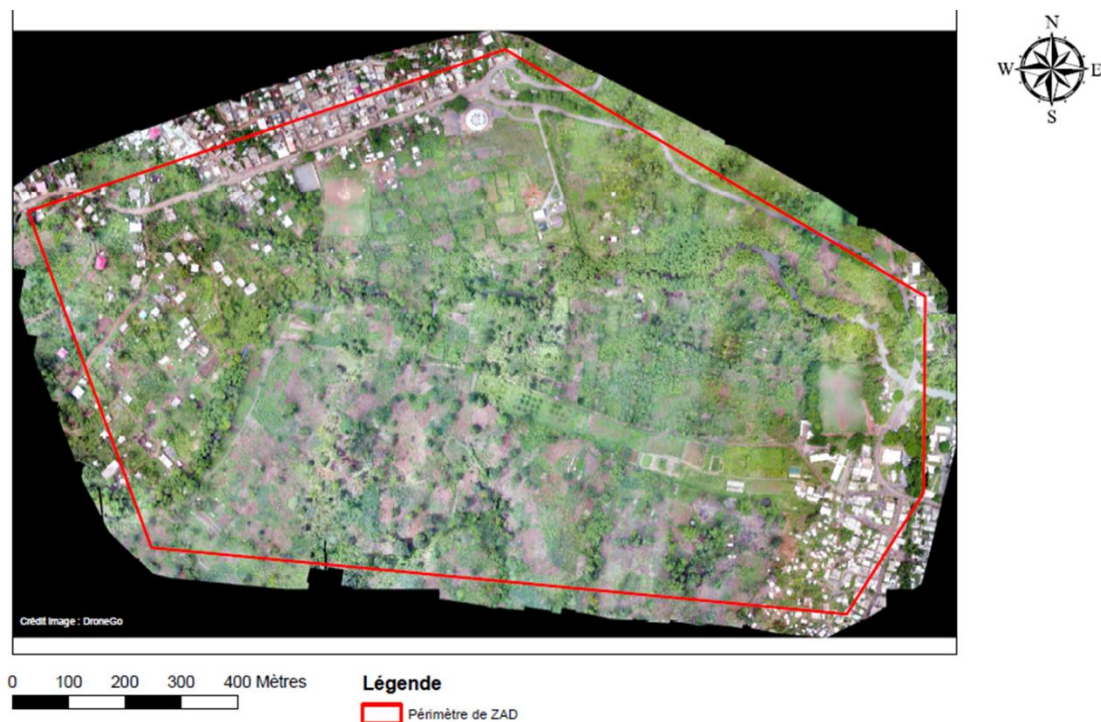 N
W E
S
Crédit Image : DroneGo
0 100 200 300 400 Mètres
Légende
Périmètre de ZAD